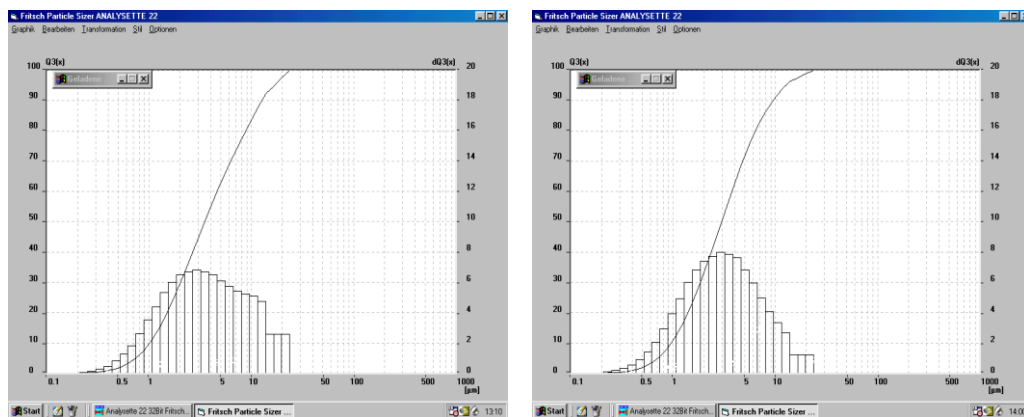 Fritsch Particle Sizer ANALYSETTE 22
Graphik Bearbeiten Transformation Stil Optionen
Q3(x) dQ3(x)
Geladene
100 20
90 18
80 16
70 14
60 12
50 10
40 8
30 6
20 4
10 2
0 0
0.1 0.5 1 5 10 50 100 500 1000
[µm]
Start Analysette 22 32Bit Fritsch... Fritsch Particle Sizer ... 13:10
Fritsch Particle Sizer ANALYSETTE 22
Graphik Bearbeiten Transformation Stil Optionen
Q3(x) dQ3(x)
Geladene
100 20
90 18
80 16
70 14
60 12
50 10
40 8
30 6
20 4
10 2
0 0
0.1 0.5 1 5 10 50 100 500 1000
[µm]
Start Analysette 22 32Bit Fritsch... Fritsch Particle Sizer ...